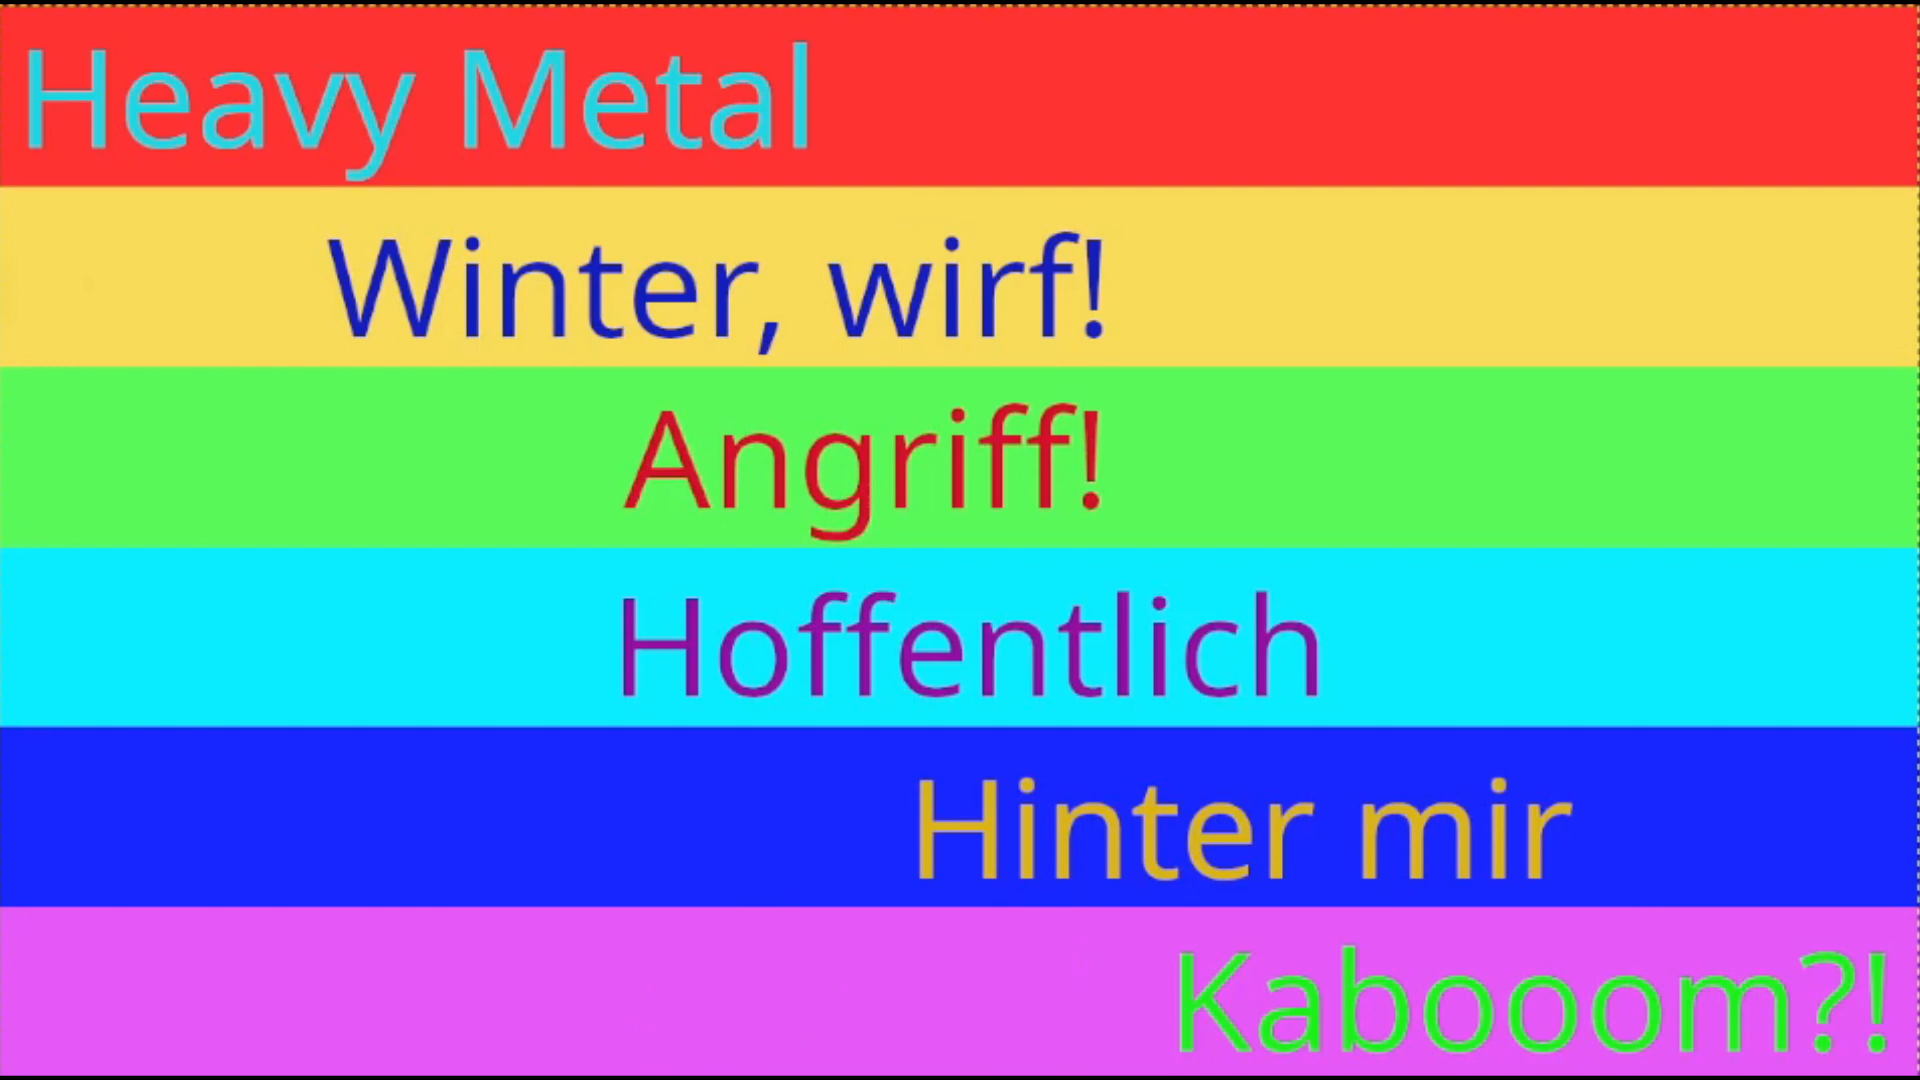 Heavy Metal
Winter, wirf!
Angriff!
Hoffentlich
Hinter mir
Kabooom?!